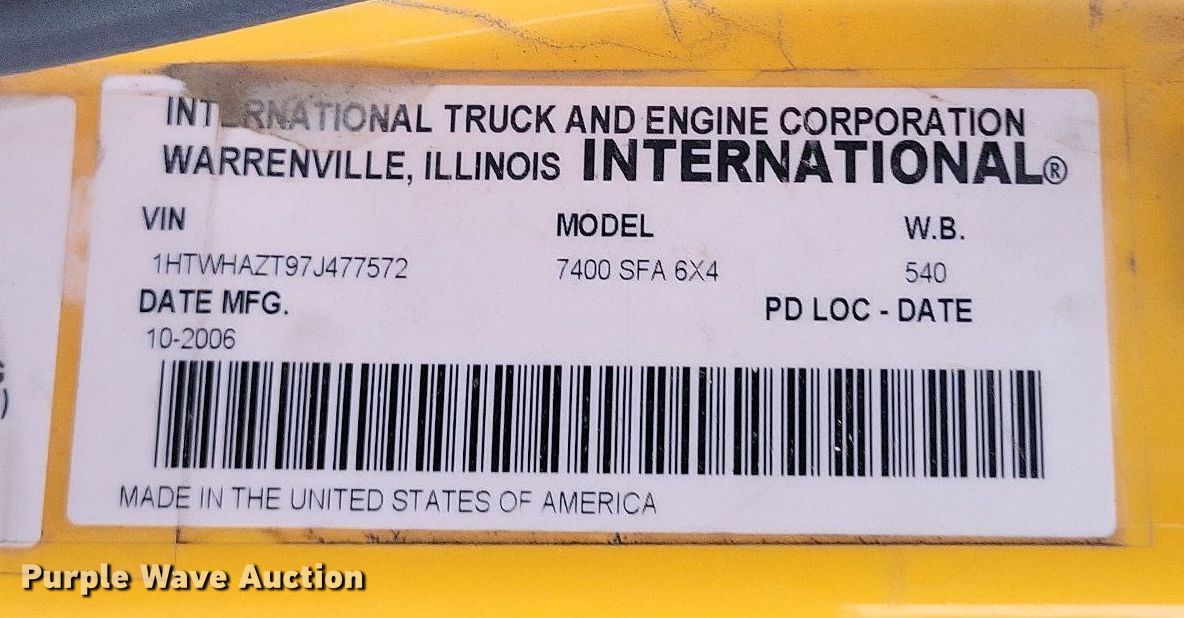 INTERNATIONAL TRUCK AND ENGINE CORPORATION
WARRENVILLE, ILLINOIS INTERNATIONAL®
VIN MODEL W.B.
1HTWHAZT97J477572 7400 SFA 6X4 540
DATE MFG. PD LOC - DATE
10-2006
MADE IN THE UNITED STATES OF AMERICA
Purple Wave Auction